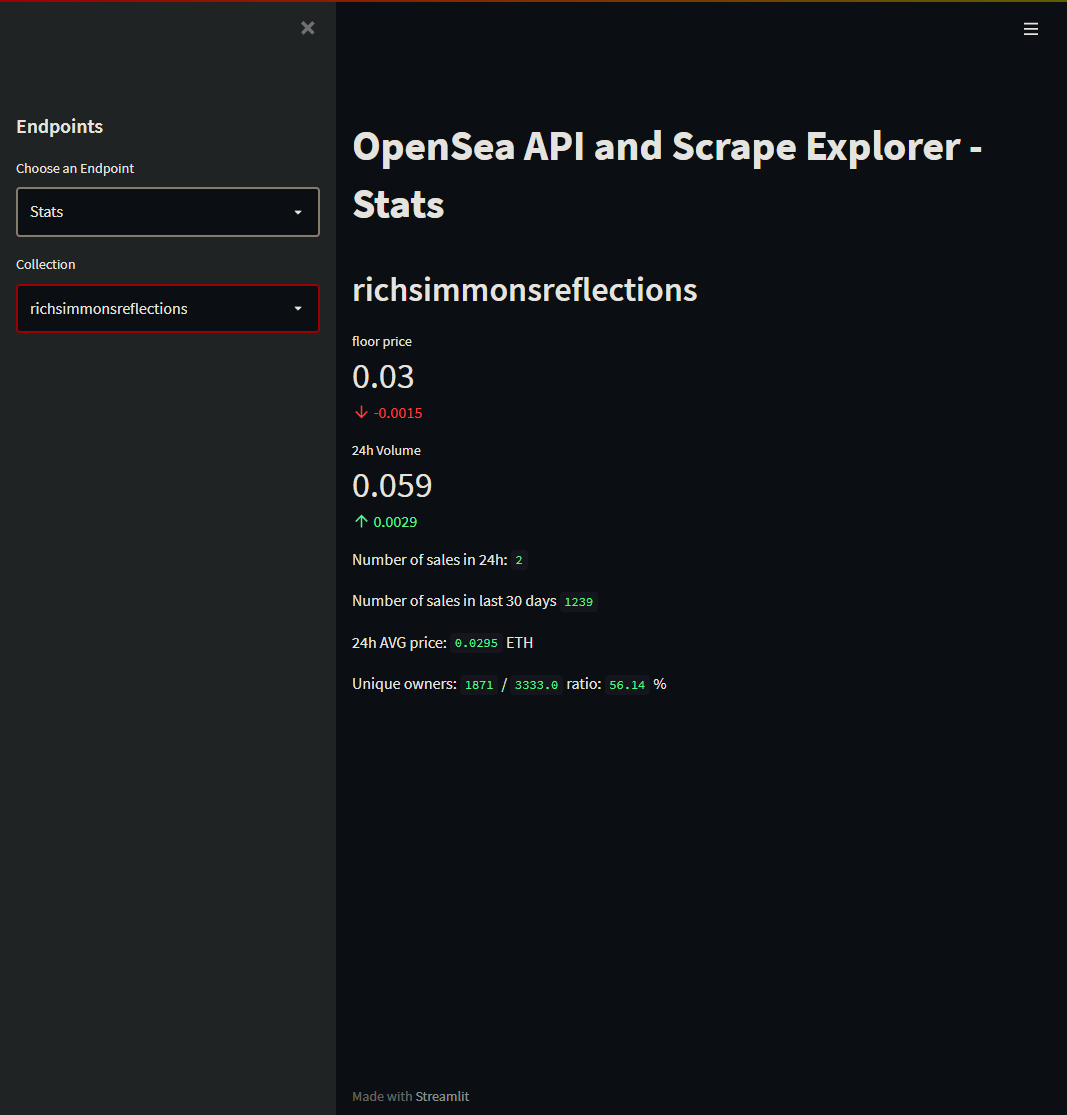 Endpoints
Choose an Endpoint
Stats
Collection
richsimmonsreflections
OpenSea API and Scrape Explorer -
Stats
richsimmonsreflections
floor price
0.03
-0.0015
24h Volume
0.059
0.0029
Number of sales in 24h: 2
Number of sales in last 30 days 1239
24h AVG price: 0.0295 ETH
Unique owners: 1871 / 3333.0 ratio: 56.14 %
Made with Streamlit